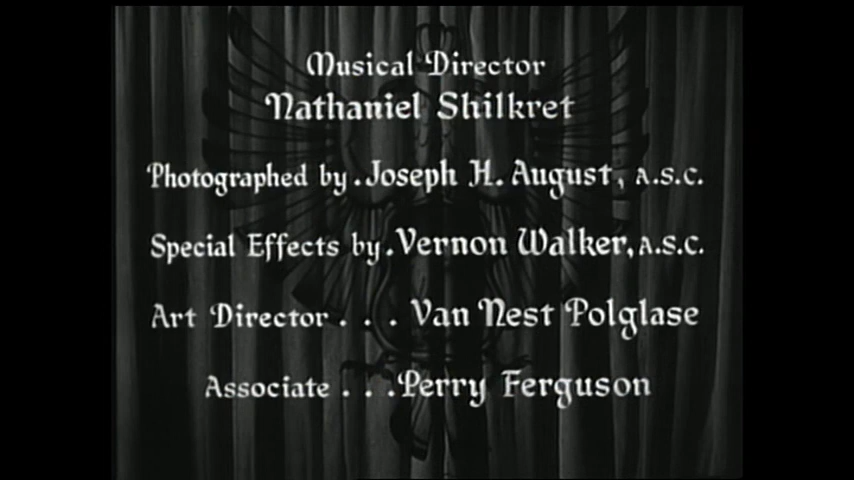 Musical Director
Nathaniel Shilkret
Photographed by . Joseph H. August, A.S.C.
Special Effects by . Vernon Walker, A.S.C.
Art Director . . . Van Nest Polglase
Associate . . . Perry Ferguson